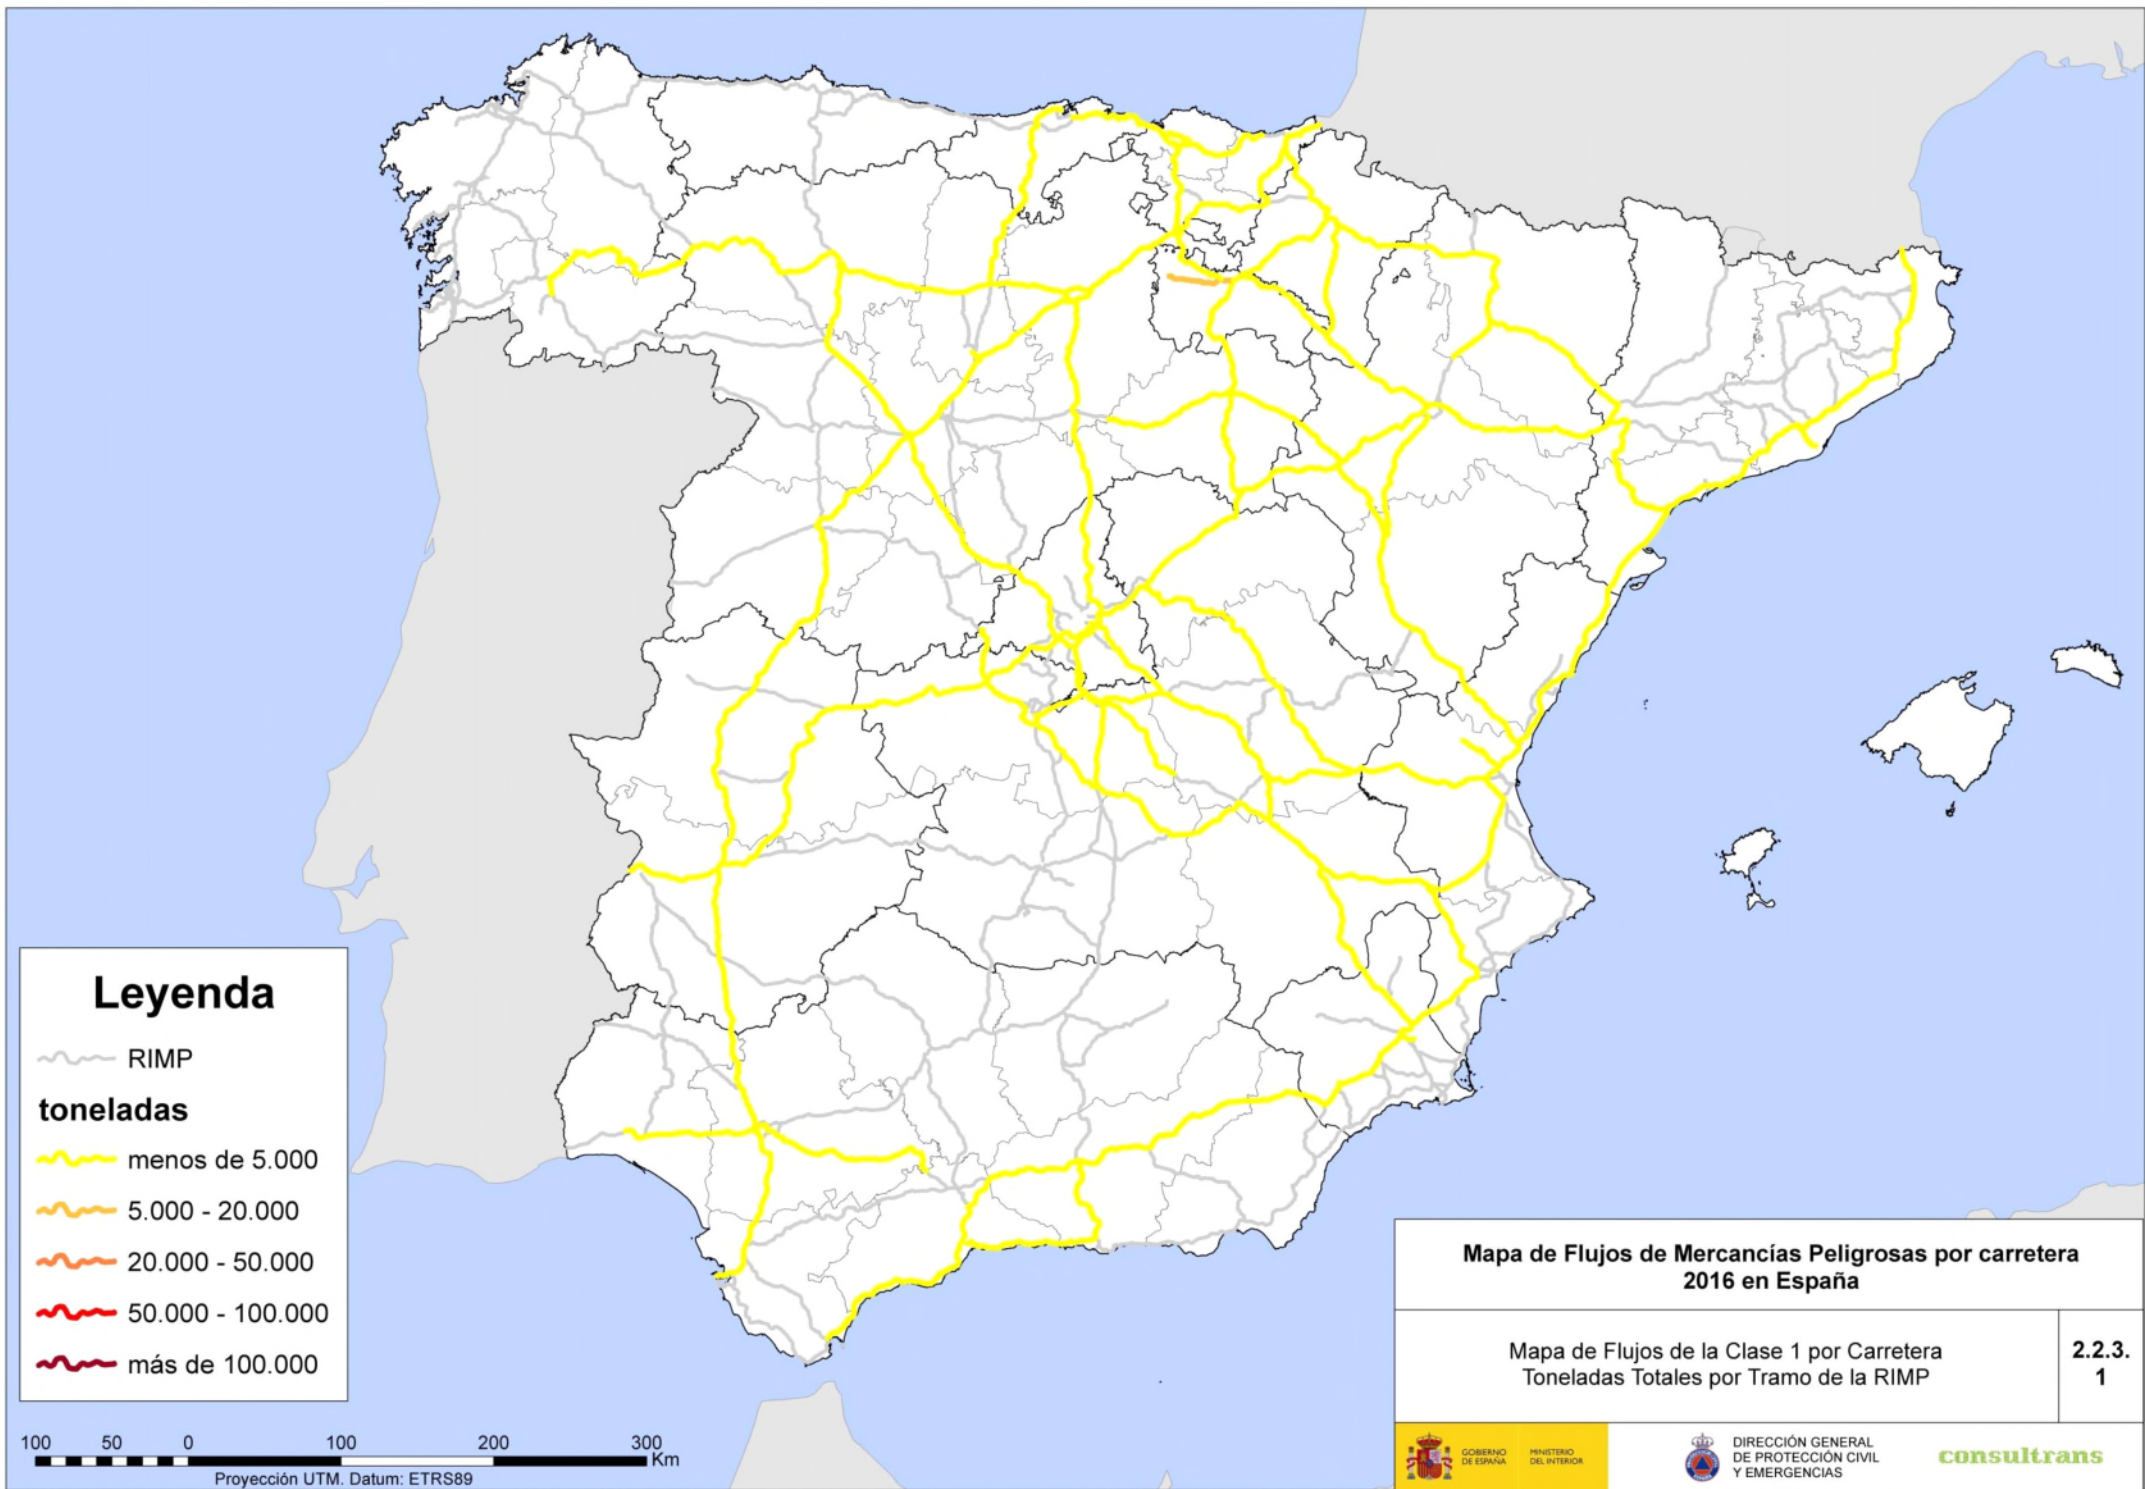 Leyenda
RIMP
toneladas
menos de 5.000
5.000 - 20.000
20.000 - 50.000
50.000 - 100.000
más de 100.000
100 50 0 100 200 300
Km
Proyección UTM. Datum: ETRS89
Mapa de Flujos de Mercancías Peligrosas por carretera
2016 en España
Mapa de Flujos de la Clase 1 por Carretera
Toneladas Totales por Tramo de la RIMP
2.2.3.
1
GOBIERNO
DE ESPAÑA
MINISTERIO
DEL INTERIOR
DIRECCIÓN GENERAL
DE PROTECCIÓN CIVIL
Y EMERGENCIAS
consultrans